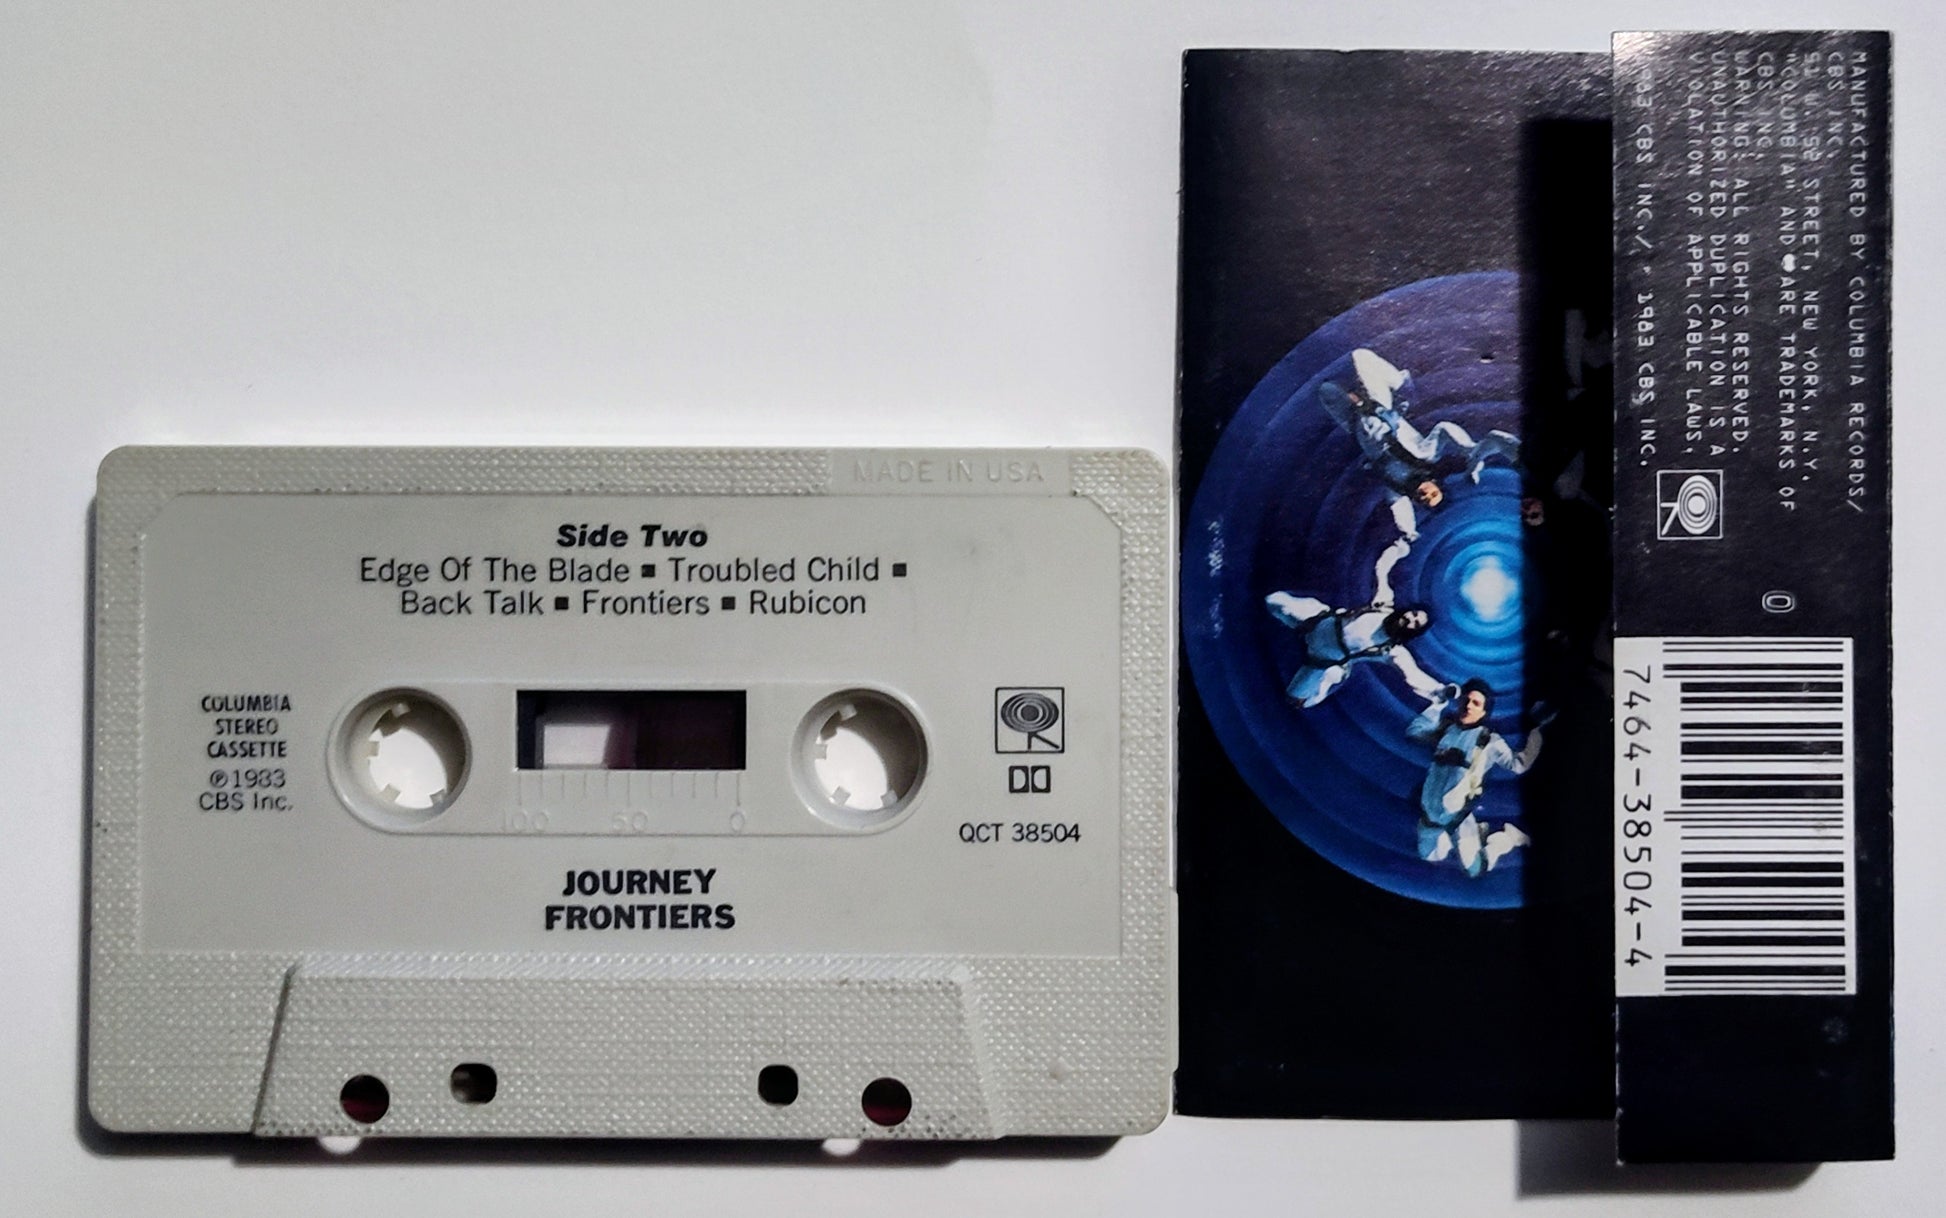 MADE IN USA
Side Two
Edge Of The Blade ■ Troubled Child ■
Back Talk ■ Frontiers ■ Rubicon
COLUMBIA
STEREO
CASSETTE
℗1983
CBS Inc.
QCT 38504
100 50 0
JOURNEY
FRONTIERS
MANUFACTURED BY COLUMBIA RECORDS/
CBS INC.
51 W. 52 STREET, NEW YORK, N.Y.
"COLUMBIA" AND ARE TRADEMARKS OF
CBS INC.
WARNING: ALL RIGHTS RESERVED.
UNAUTHORIZED DUPLICATION IS A
VIOLATION OF APPLICABLE LAWS.
1983 CBS INC./ 1983 CBS INC.
7464-38504-4